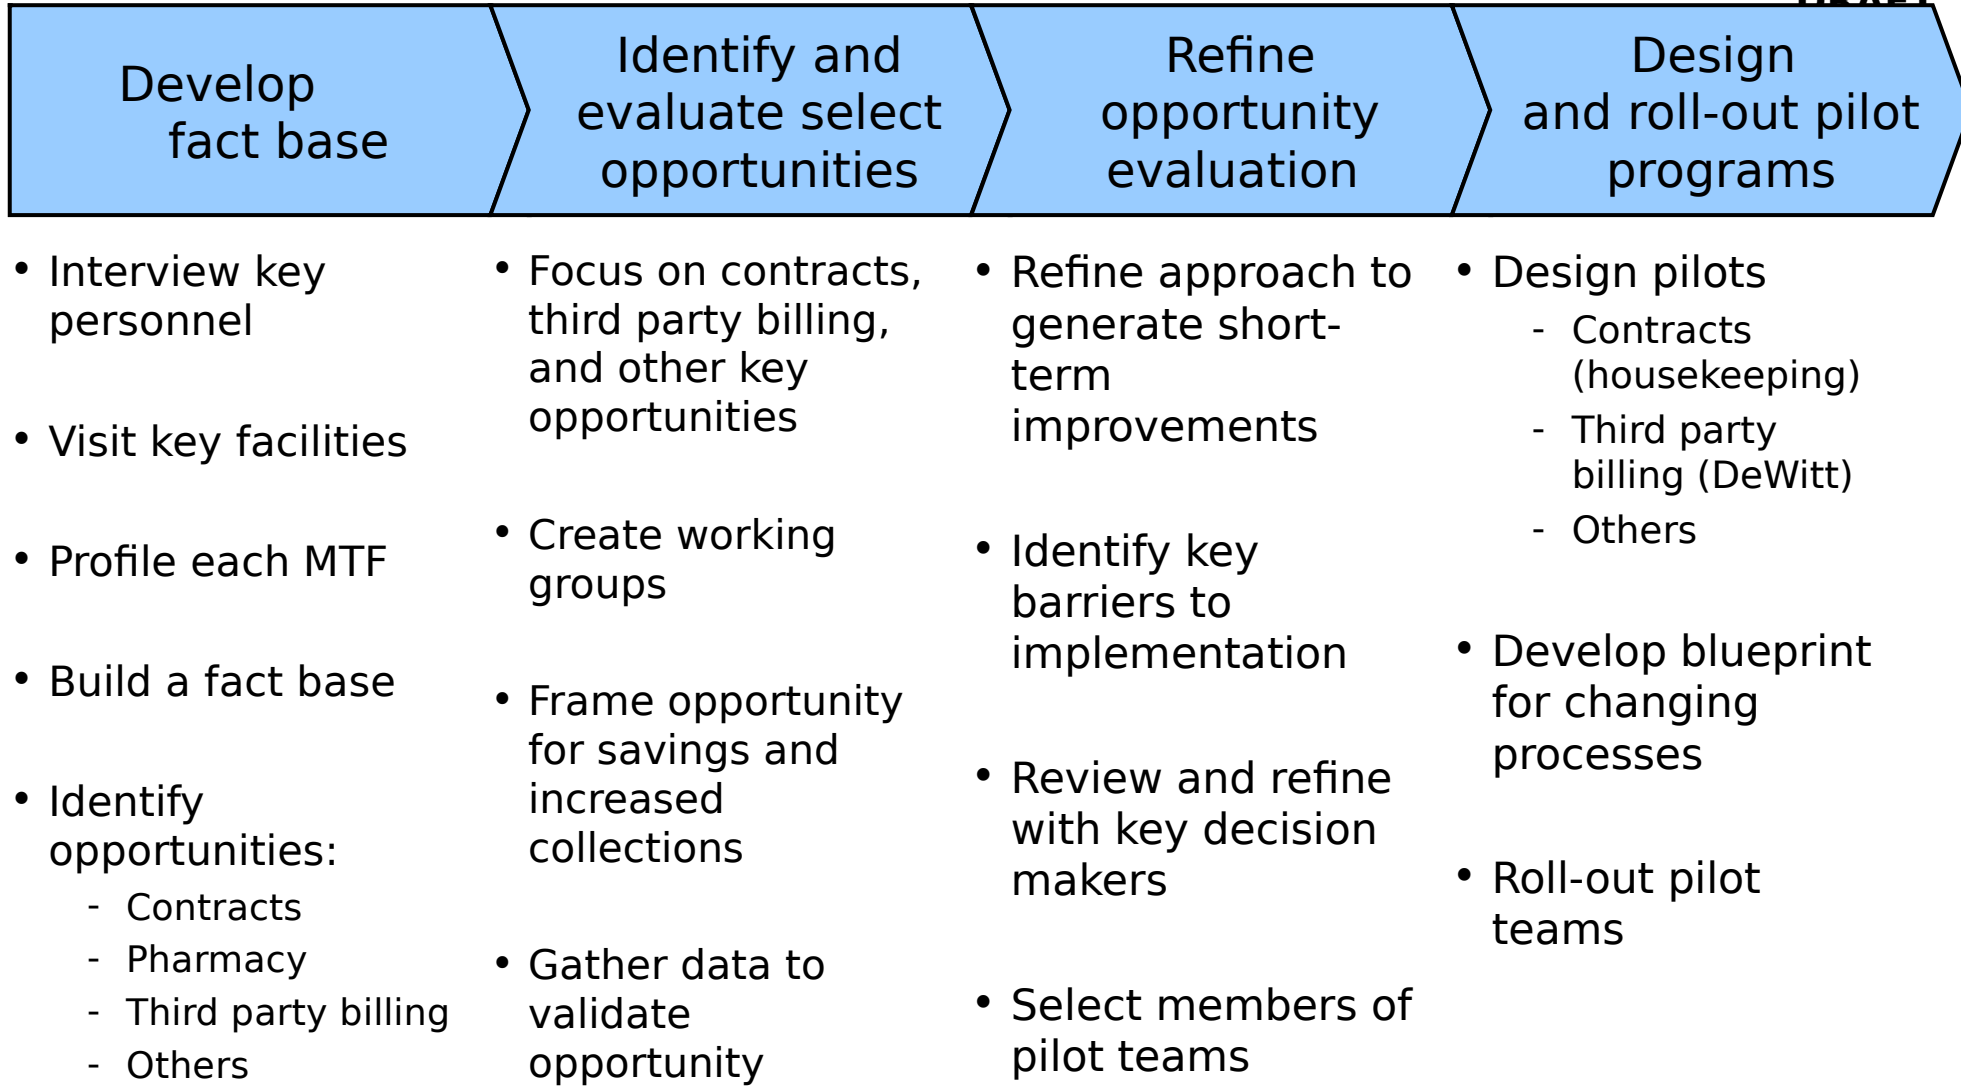 DRAFT
Develop
fact base
Identify and
evaluate select
opportunities
Refine
opportunity
evaluation
Design
and roll-out pilot
programs
• Interview key
personnel
• Visit key facilities
• Profile each MTF
• Build a fact base
• Identify
opportunities:
- Contracts
- Pharmacy
- Third party billing
- Others
• Focus on contracts,
third party billing,
and other key
opportunities
• Create working
groups
• Frame opportunity
for savings and
increased
collections
• Gather data to
validate
opportunity
• Refine approach to
generate short-
term
improvements
• Identify key
barriers to
implementation
• Review and refine
with key decision
makers
• Select members of
pilot teams
• Design pilots
- Contracts
(housekeeping)
- Third party
billing (DeWitt)
- Others
• Develop blueprint
for changing
processes
• Roll-out pilot
teams